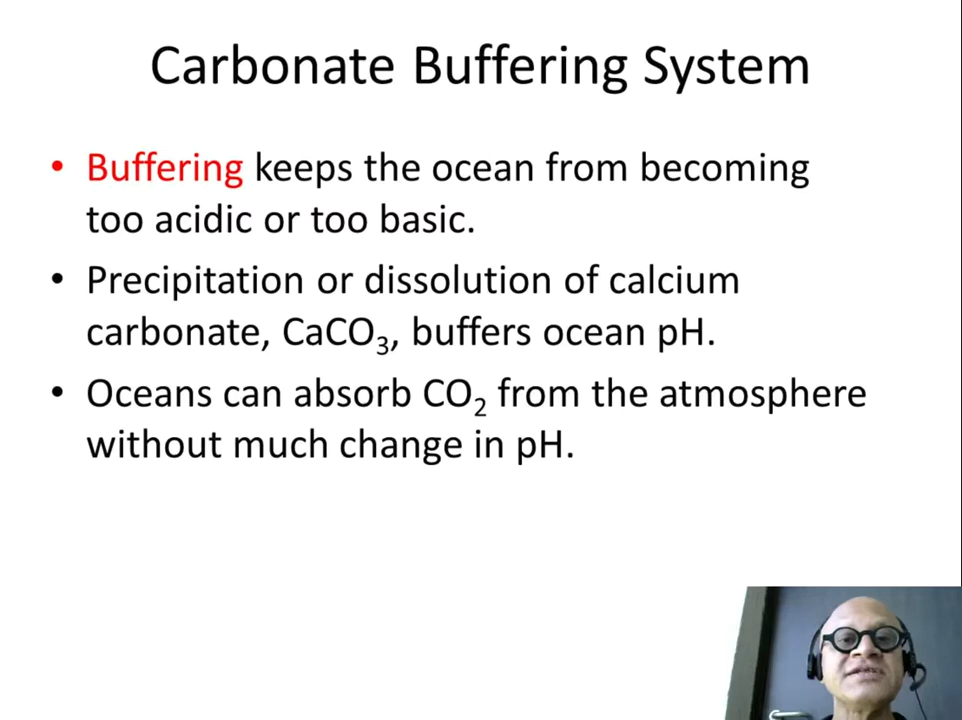 Carbonate Buffering System
• Buffering keeps the ocean from becoming
too acidic or too basic.
• Precipitation or dissolution of calcium
carbonate, CaCO₃, buffers ocean pH.
• Oceans can absorb CO₂ from the atmosphere
without much change in pH.